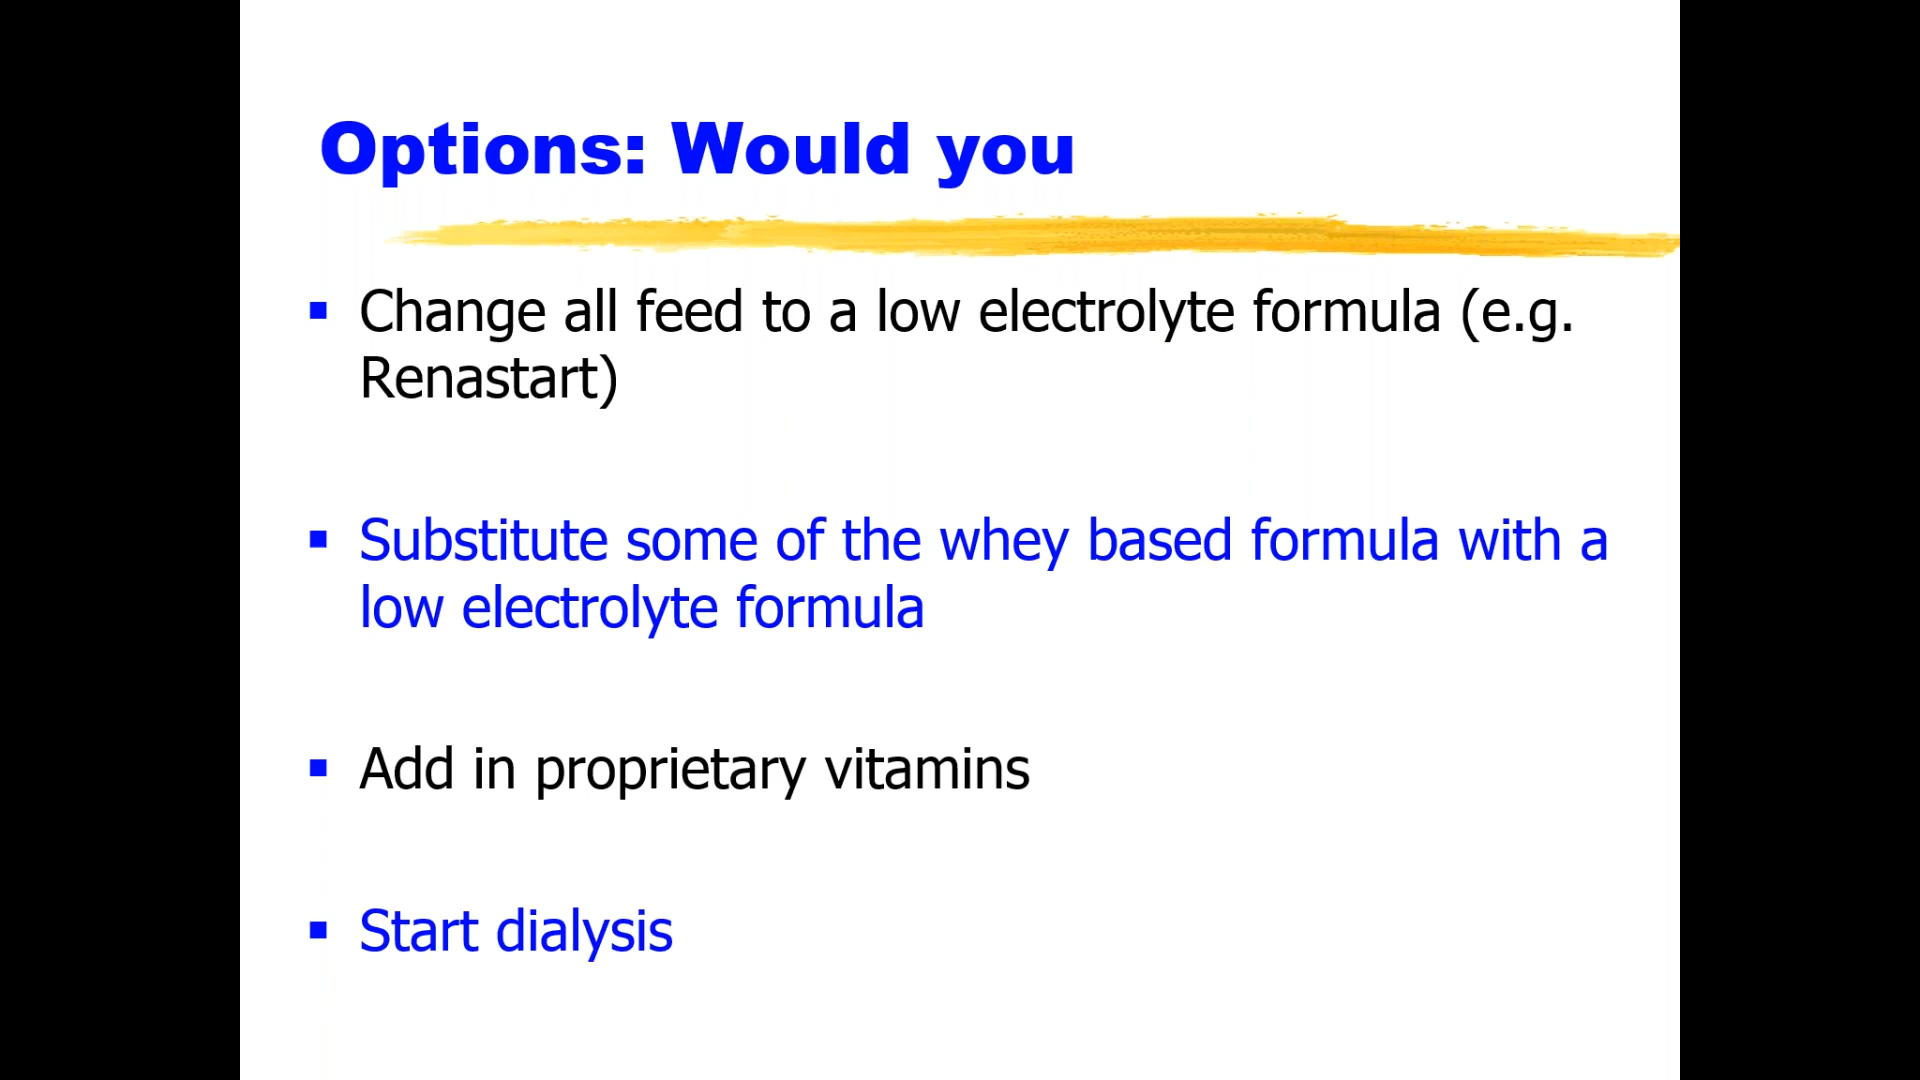 Options: Would you
▪ Change all feed to a low electrolyte formula (e.g.
Renastart)
▪ Substitute some of the whey based formula with a
low electrolyte formula
▪ Add in proprietary vitamins
▪ Start dialysis